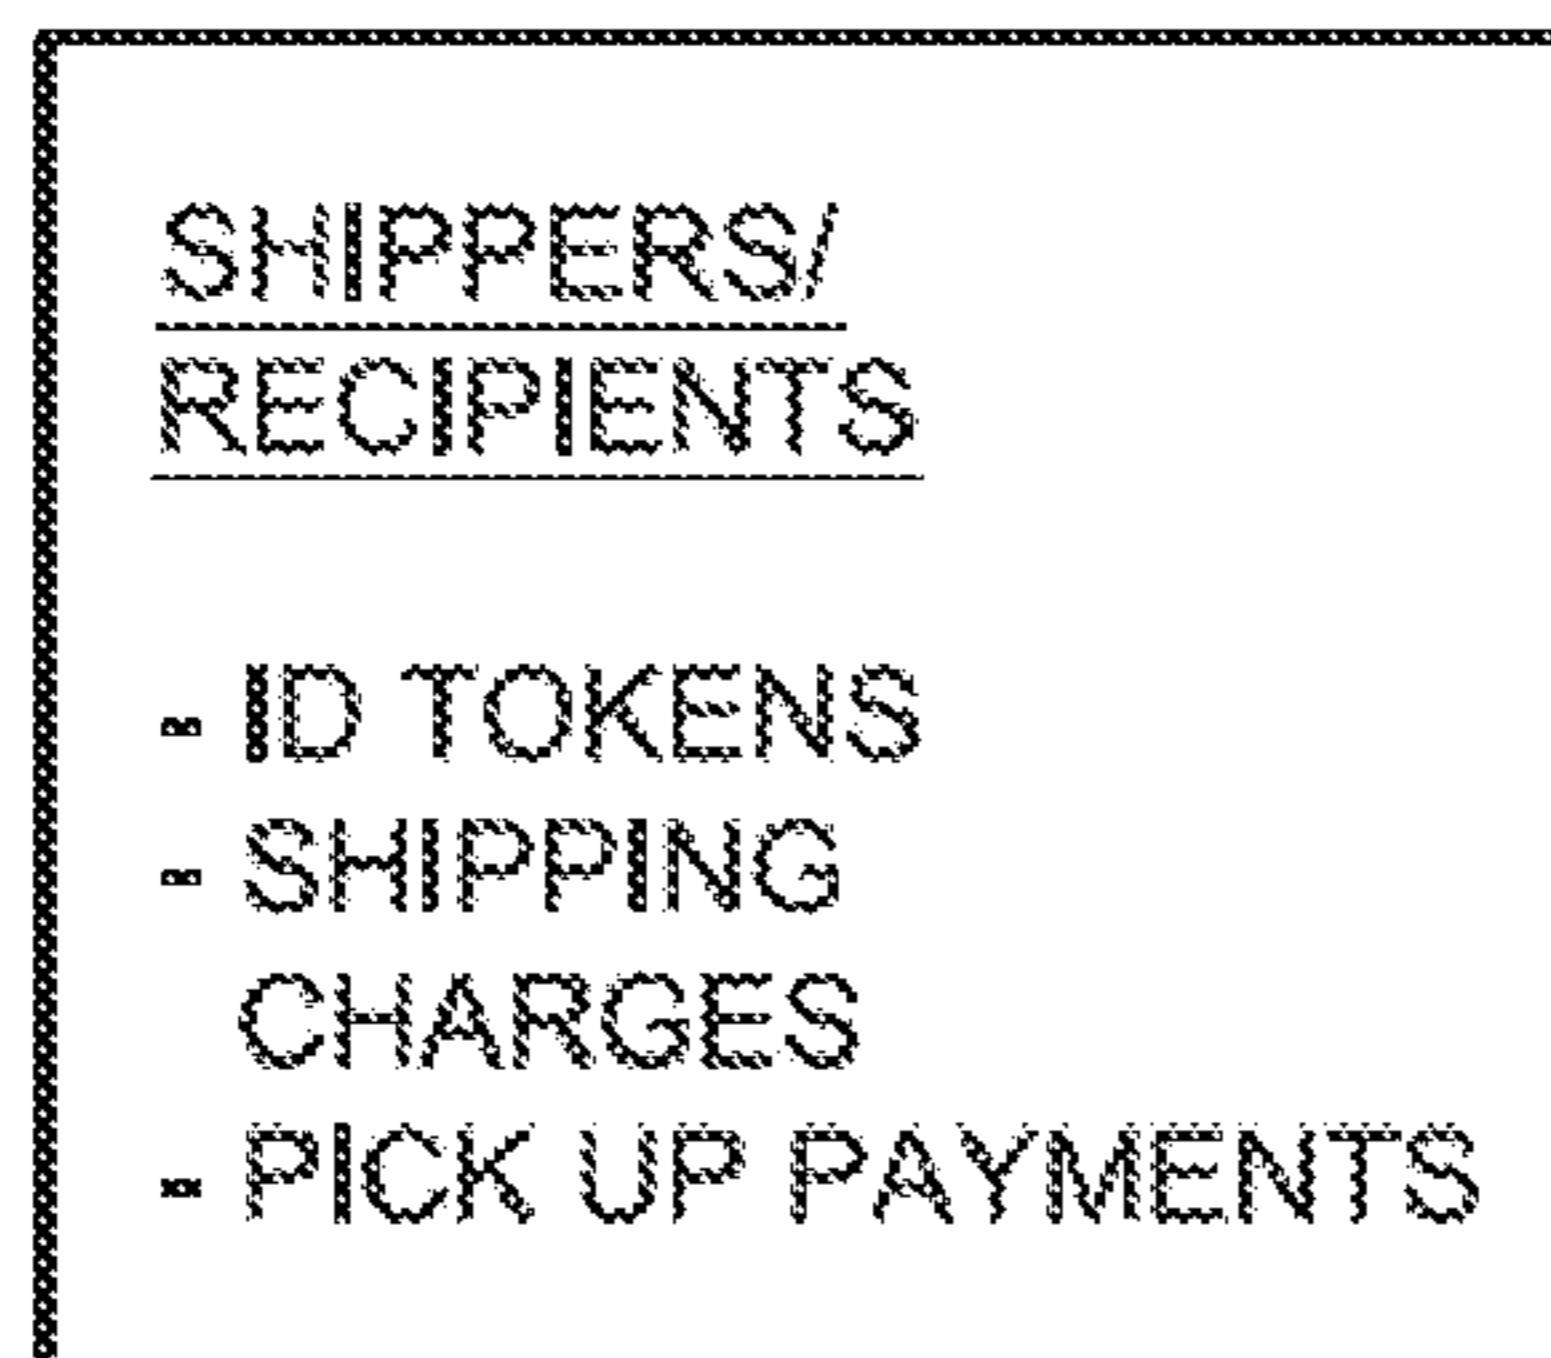 SHIPPERS/
RECIPIENTS
- ID TOKENS
- SHIPPING
CHARGES
- PICK UP PAYMENTS